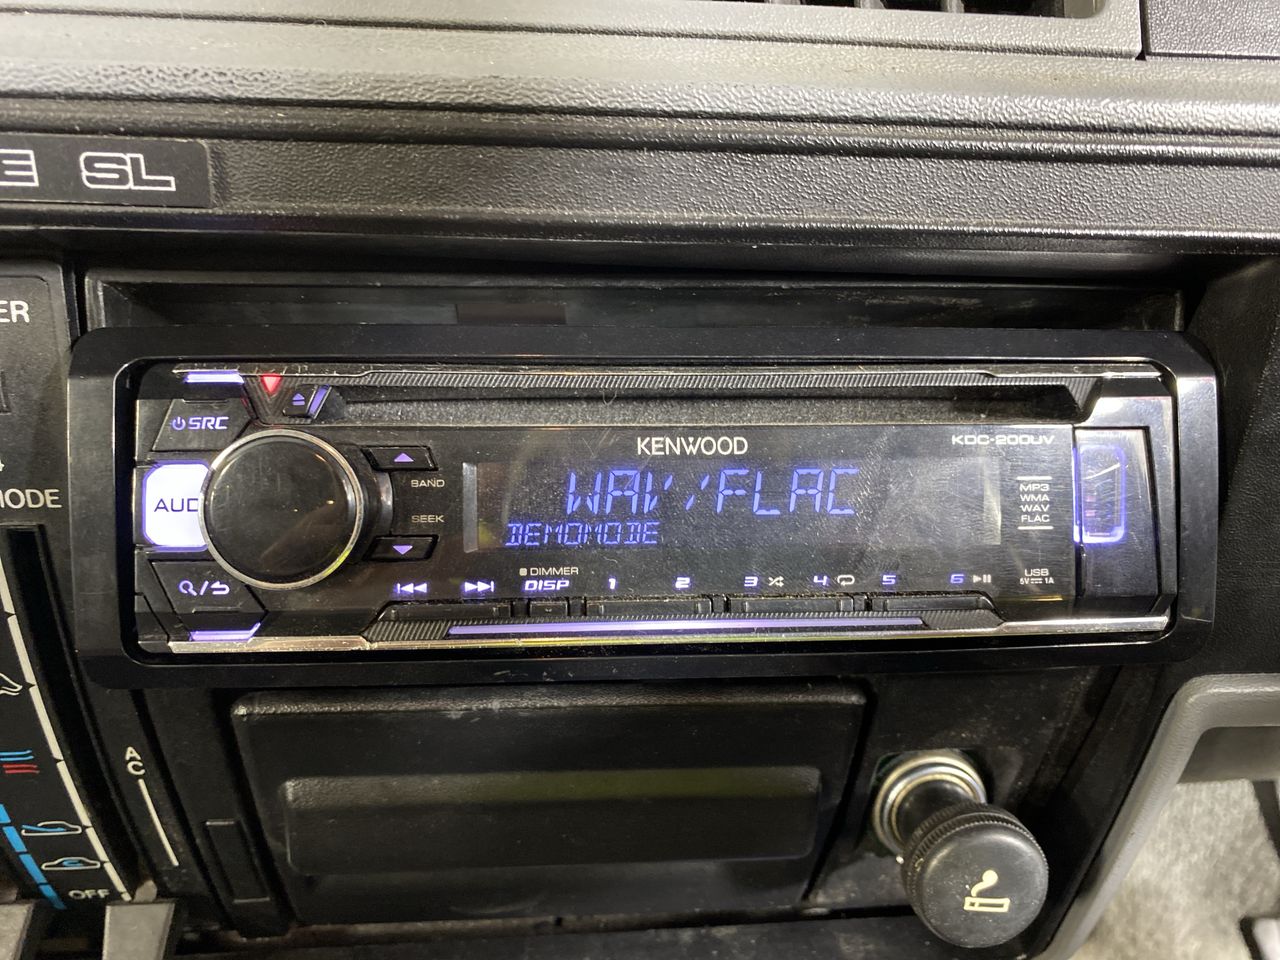 E SL
ER
MODE
SRC
AUD
BAND
SEEK
KENWOOD
KDC-200UV
WAV/FLAC
DEMOMODE
MP3
WMA
WAV
FLAC
USB
5V 1A
DIMMER
DISP 1 2 3 4 5 6
AC
OFF